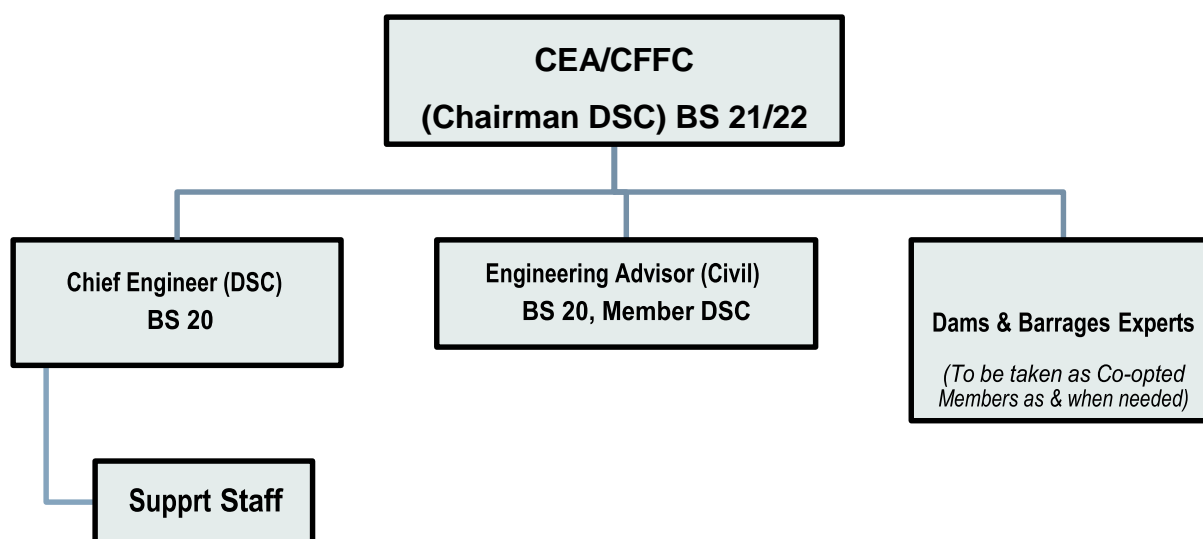 CEA/CFFC
(Chairman DSC) BS 21/22
Chief Engineer (DSC)
BS 20
Engineering Advisor (Civil)
BS 20, Member DSC
Dams & Barrages Experts
(To be taken as Co-opted
Members as & when needed)
Supprt Staff